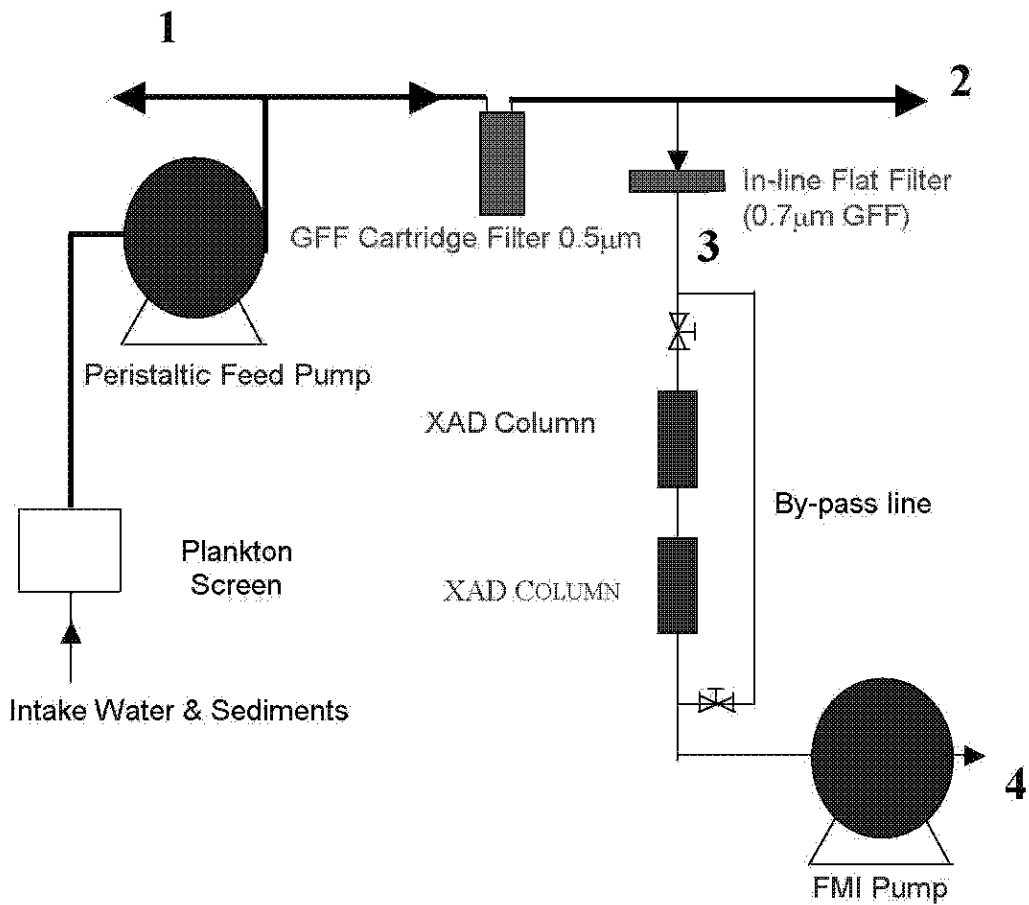 1
2
In-line Flat Filter
(0.7µm GFF)
GFF Cartridge Filter 0.5µm
3
Peristaltic Feed Pump
XAD Column
By-pass line
Plankton
Screen
XAD COLUMN
Intake Water & Sediments
4
FMI Pump